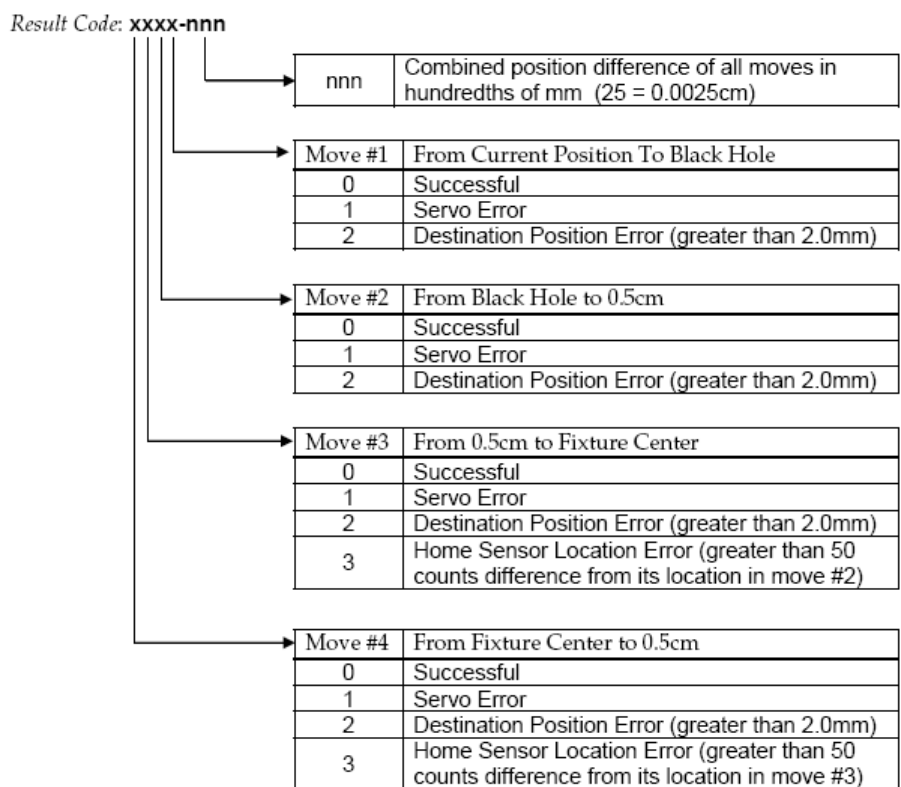 Result Code: xxxx-nnn
nnn Combined position difference of all moves in
hundredths of mm (25 = 0.0025cm)
Move #1 From Current Position To Black Hole
0 Successful
1 Servo Error
2 Destination Position Error (greater than 2.0mm)
Move #2 From Black Hole to 0.5cm
0 Successful
1 Servo Error
2 Destination Position Error (greater than 2.0mm)
Move #3 From 0.5cm to Fixture Center
0 Successful
1 Servo Error
2 Destination Position Error (greater than 2.0mm)
3 Home Sensor Location Error (greater than 50
counts difference from its location in move #2)
Move #4 From Fixture Center to 0.5cm
0 Successful
1 Servo Error
2 Destination Position Error (greater than 2.0mm)
3 Home Sensor Location Error (greater than 50
counts difference from its location in move #3)